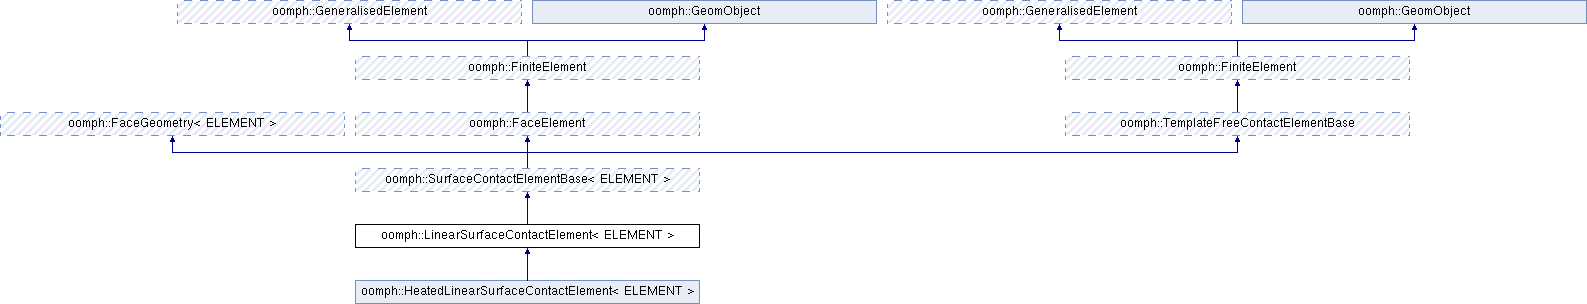 oomph::GeneralisedElement
oomph::GeomObject
oomph::GeneralisedElement
oomph::GeomObject
oomph::FiniteElement
oomph::FiniteElement
oomph::FaceGeometry< ELEMENT >
oomph::FaceElement
oomph::TemplateFreeContactElementBase
oomph::SurfaceContactElementBase< ELEMENT >
oomph::LinearSurfaceContactElement< ELEMENT >
oomph::HeatedLinearSurfaceContactElement< ELEMENT >